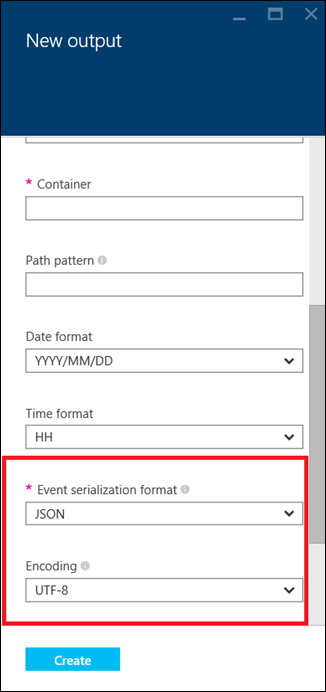 New output
* Container
Path pattern
Date format
YYYY/MM/DD
Time format
HH
* Event serialization format
JSON
Encoding
UTF-8
Create